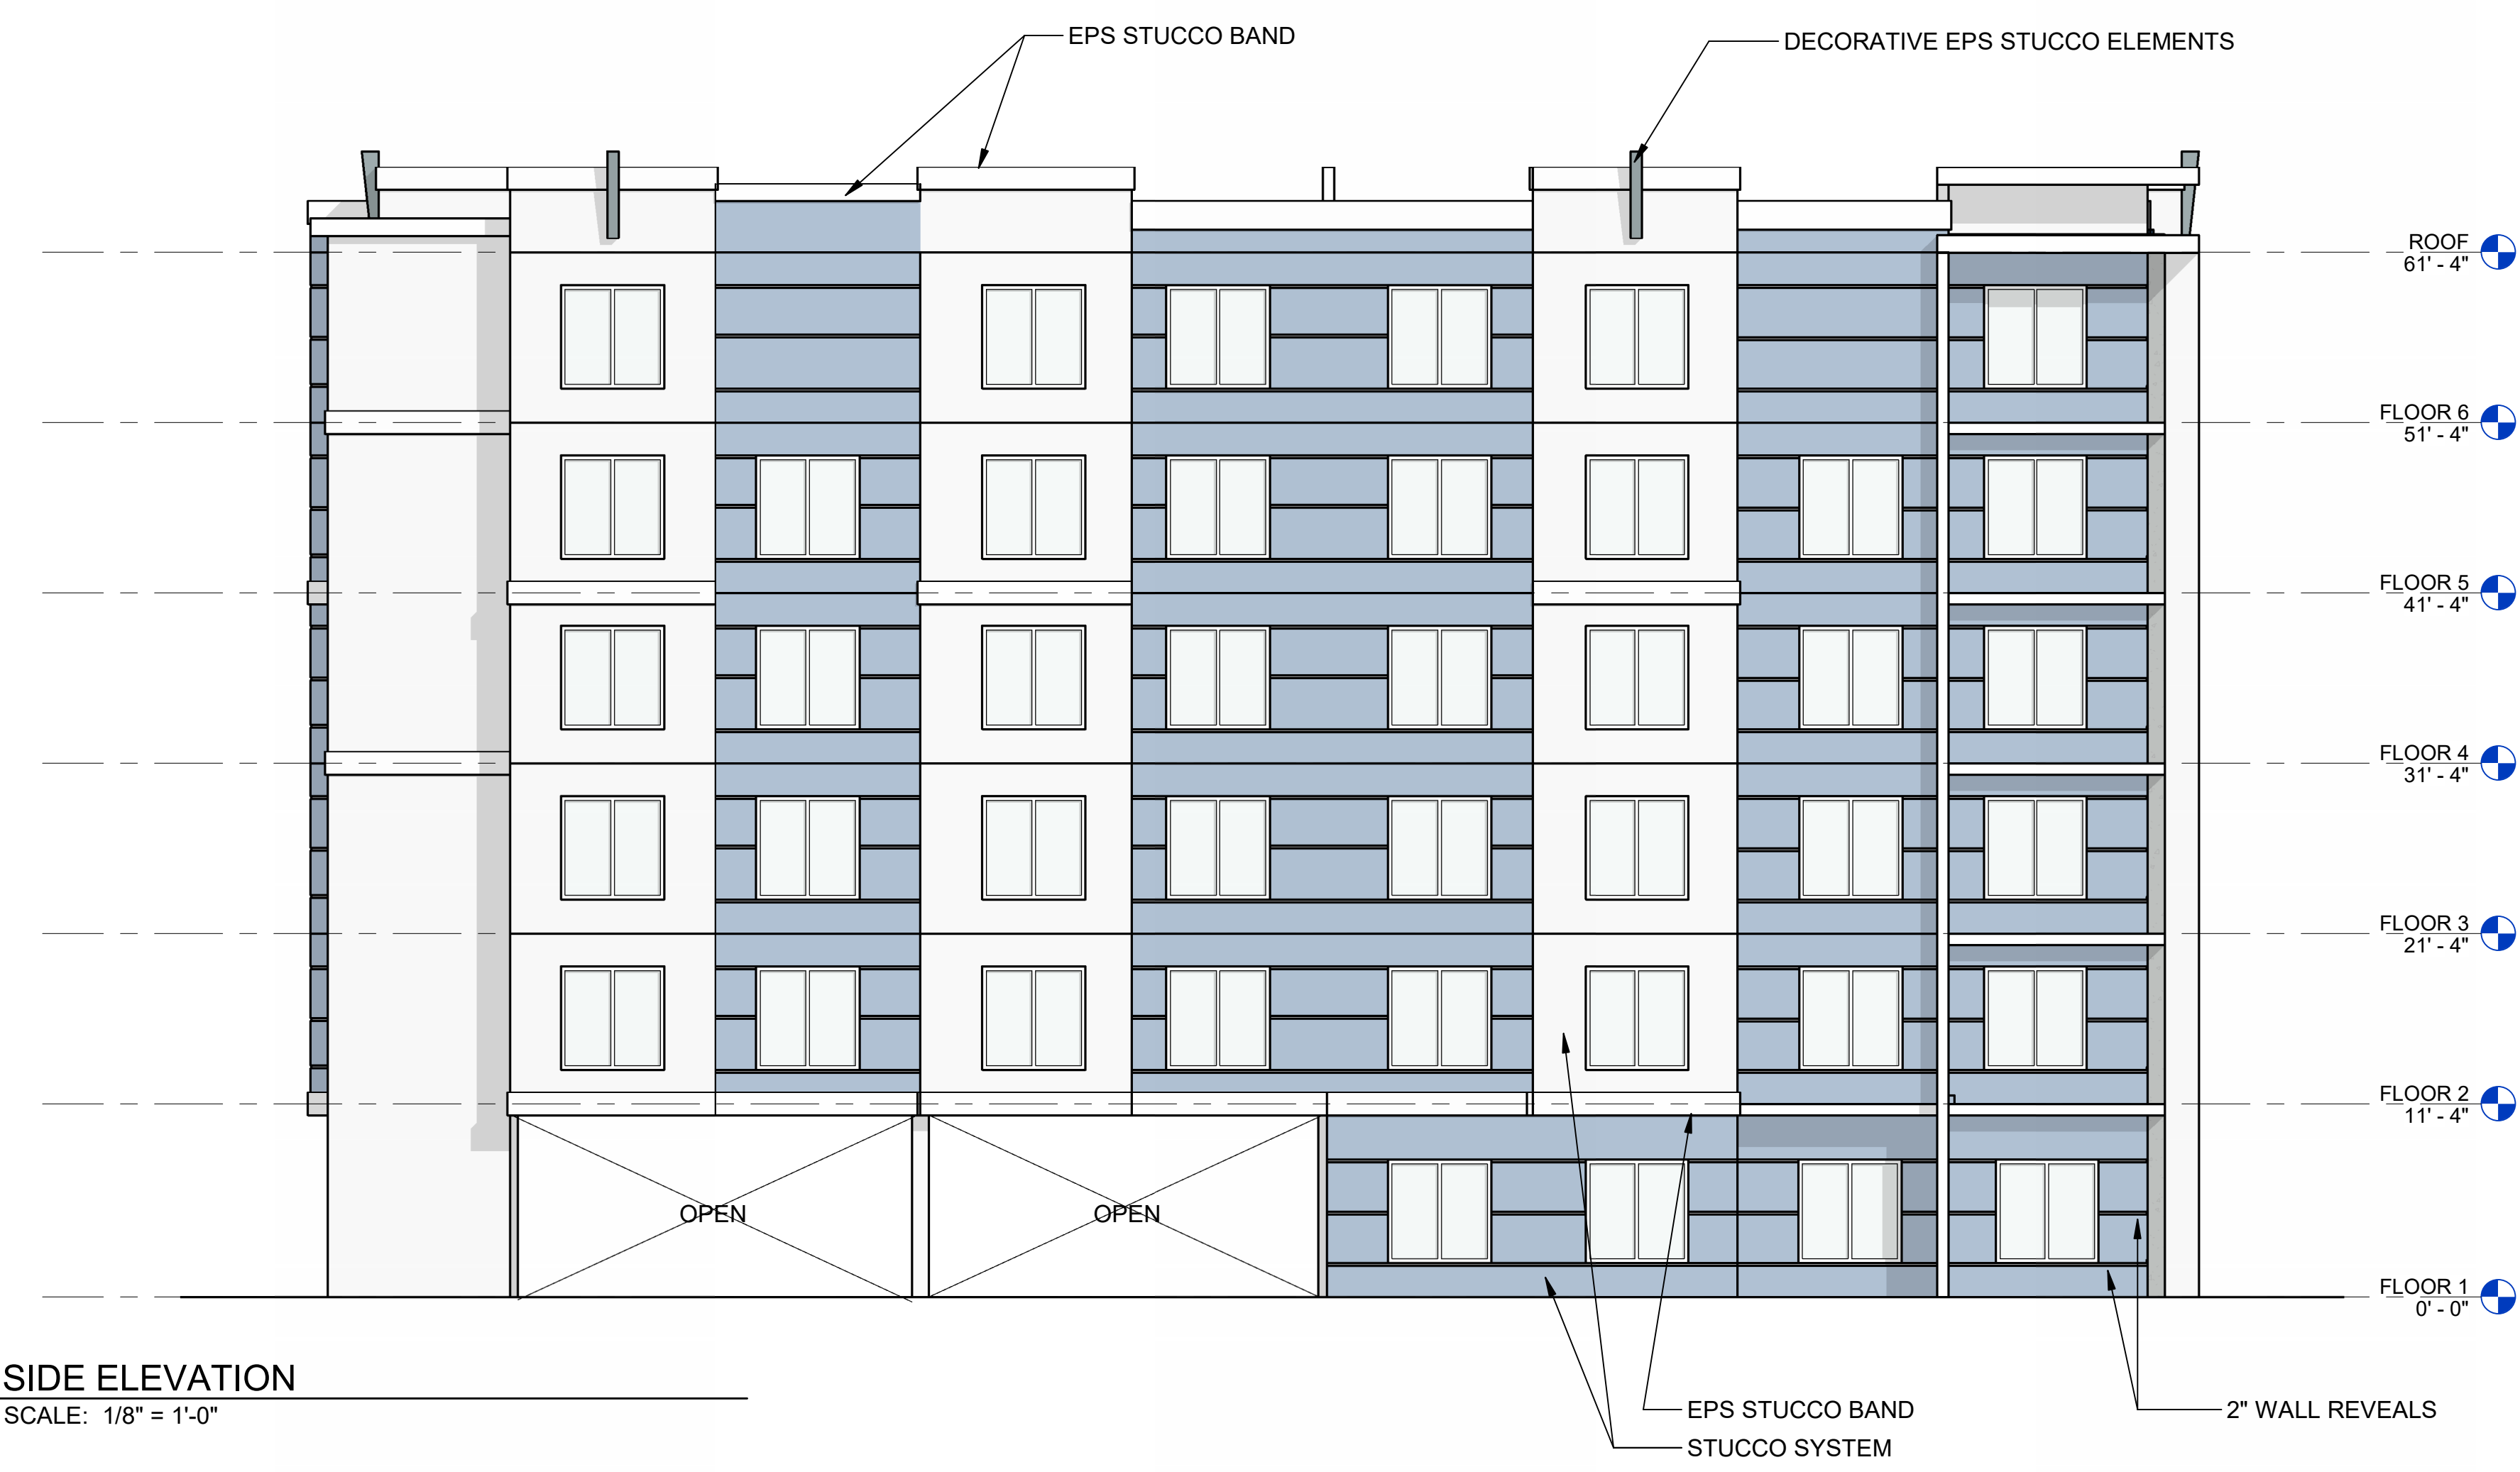 EPS STUCCO BAND
DECORATIVE EPS STUCCO ELEMENTS
ROOF
61' - 4"
FLOOR 6
51' - 4"
FLOOR 5
41' - 4"
FLOOR 4
31' - 4"
FLOOR 3
21' - 4"
FLOOR 2
11' - 4"
OPEN
OPEN
FLOOR 1
0' - 0"
SIDE ELEVATION
SCALE: 1/8" = 1'-0"
EPS STUCCO BAND
2" WALL REVEALS
STUCCO SYSTEM